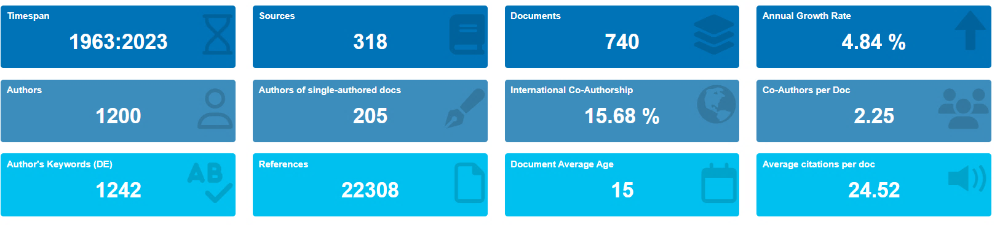 Timespan
1963:2023
Sources
318
Documents
740
Annual Growth Rate
4.84 %
Authors
1200
Authors of single-authored docs
205
International Co-Authorship
15.68 %
Co-Authors per Doc
2.25
Author's Keywords (DE)
1242
AB
References
22308
Document Average Age
15
Average citations per doc
24.52